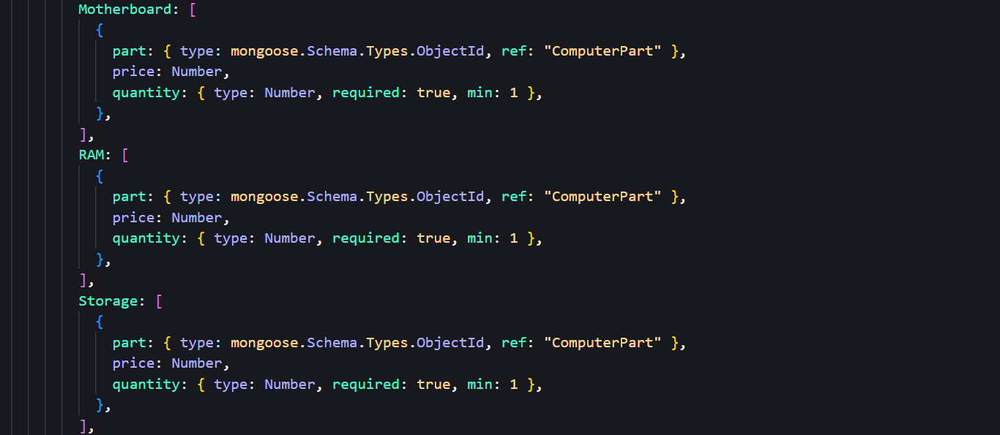 Motherboard: [
{
part: { type: mongoose.Schema.Types.ObjectId, ref: "ComputerPart" },
price: Number,
quantity: { type: Number, required: true, min: 1 },
},
],
RAM: [
{
part: { type: mongoose.Schema.Types.ObjectId, ref: "ComputerPart" },
price: Number,
quantity: { type: Number, required: true, min: 1 },
},
],
Storage: [
{
part: { type: mongoose.Schema.Types.ObjectId, ref: "ComputerPart" },
price: Number,
quantity: { type: Number, required: true, min: 1 },
},
],